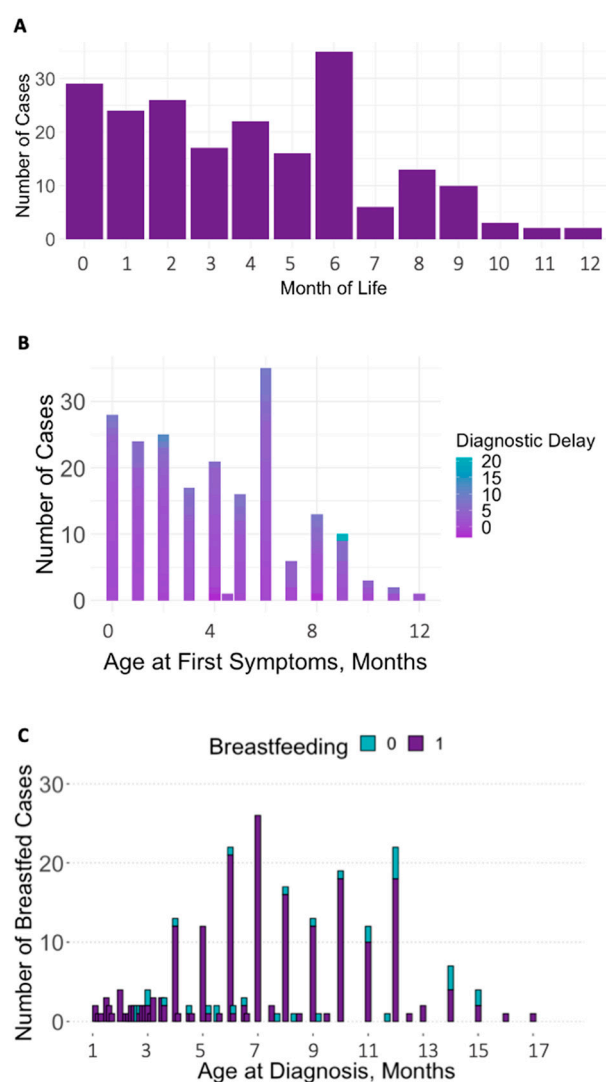 A
Number of Cases
30
20
10
0
0 1 2 3 4 5 6 7 8 9 10 11 12
Month of Life
B
Number of Cases
30
20
10
0
0 4 8 12
Age at First Symptoms, Months
Diagnostic Delay
20
15
10
5
0
C
Breastfeeding 0 1
Number of Breastfed Cases
30
20
10
0
1 3 5 7 9 11 13 15 17
Age at Diagnosis, Months